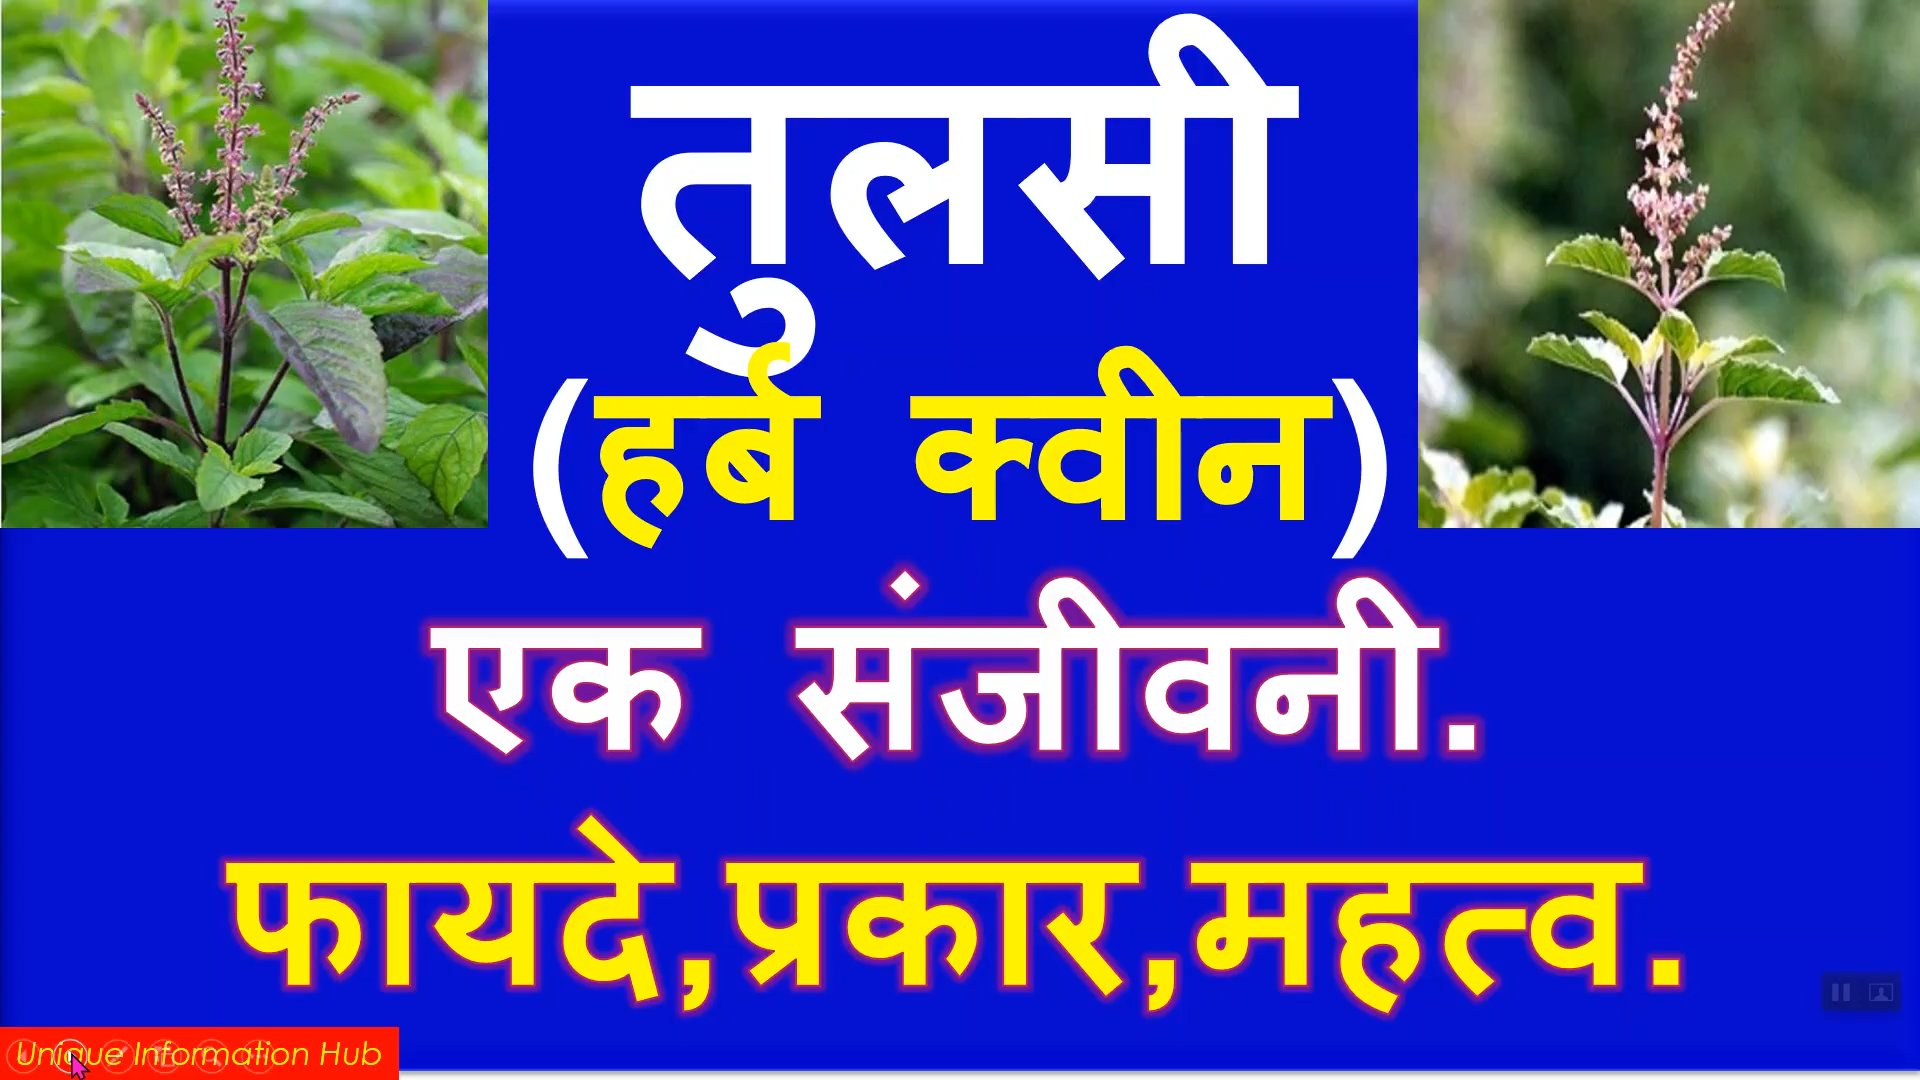 तुलसी
(हर्ब क्वीन)
एक संजीवनी.
फायदे,प्रकार,महत्व.
Unique Information Hub